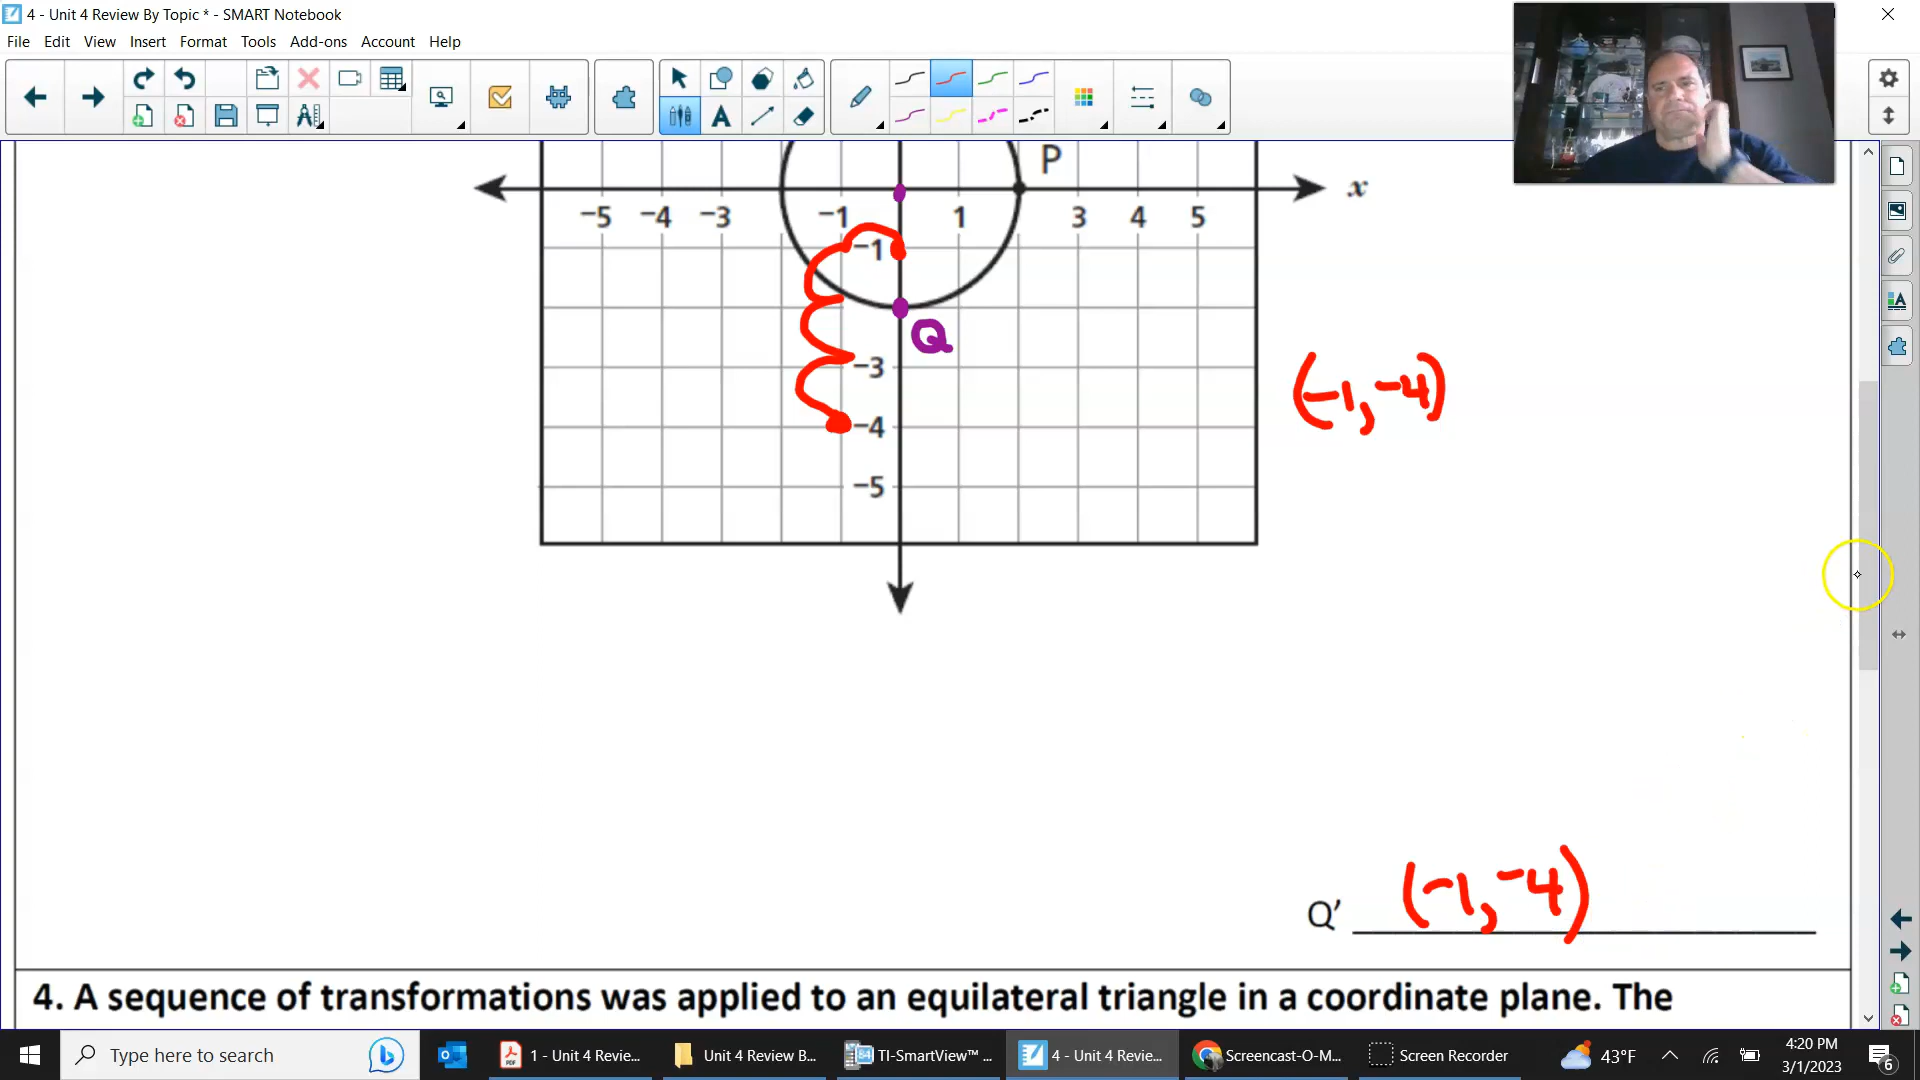 4 - Unit 4 Review By Topic * - SMART Notebook
File Edit View Insert Format Tools Add-ons Account Help
P
x
−5 −4 −3 −1 1 3 4 5
−1
Q
−3
(-1,-4)
−4
−5
Q′ (-1,-4)
4. A sequence of transformations was applied to an equilateral triangle in a coordinate plane. The
Type here to search
1 - Unit 4 Revie...
Unit 4 Review B...
TI-SmartView™ ...
4 - Unit 4 Revie...
Screencast-O-M...
Screen Recorder
43°F
4:20 PM
3/1/2023
6